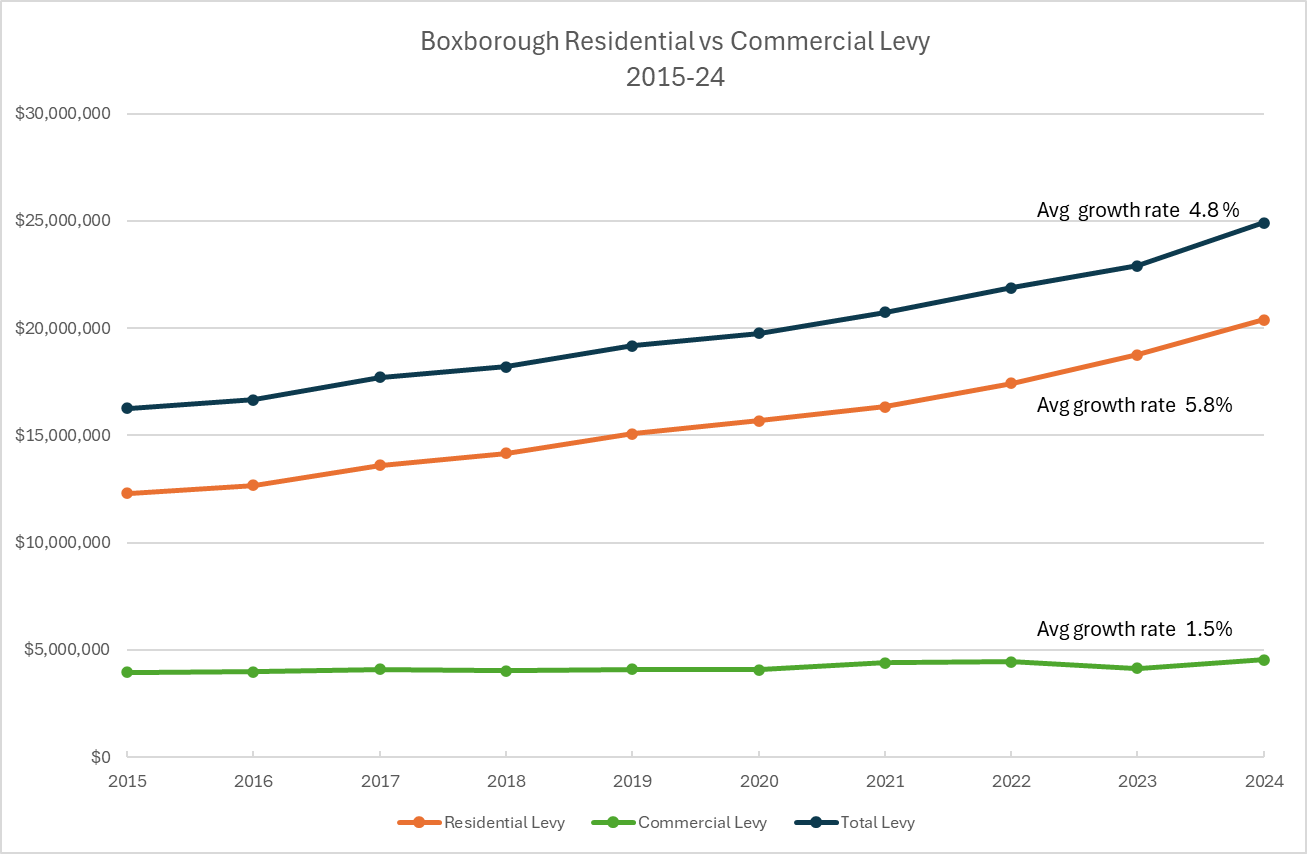 Boxborough Residential vs Commercial Levy
2015-24
$30,000,000
$25,000,000
$20,000,000
$15,000,000
$10,000,000
$5,000,000
$0
Avg growth rate 4.8%
Avg growth rate 5.8%
Avg growth rate 1.5%
2015 2016 2017 2018 2019 2020 2021 2022 2023 2024
Residential Levy Commercial Levy Total Levy